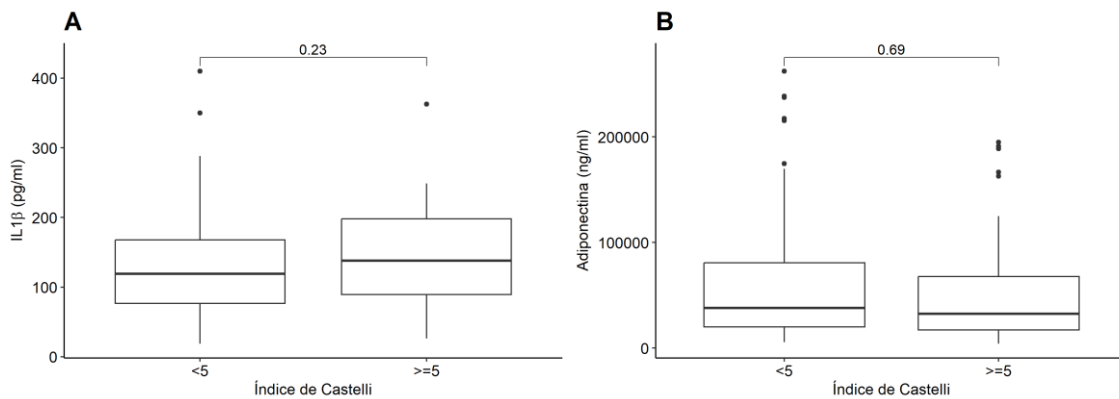 A
0.23
400
300
200
100
0
IL1β (pg/ml)
<5
>=5
Índice de Castelli
B
0.69
200000
100000
0
Adiponectina (ng/ml)
<5
>=5
Índice de Castelli